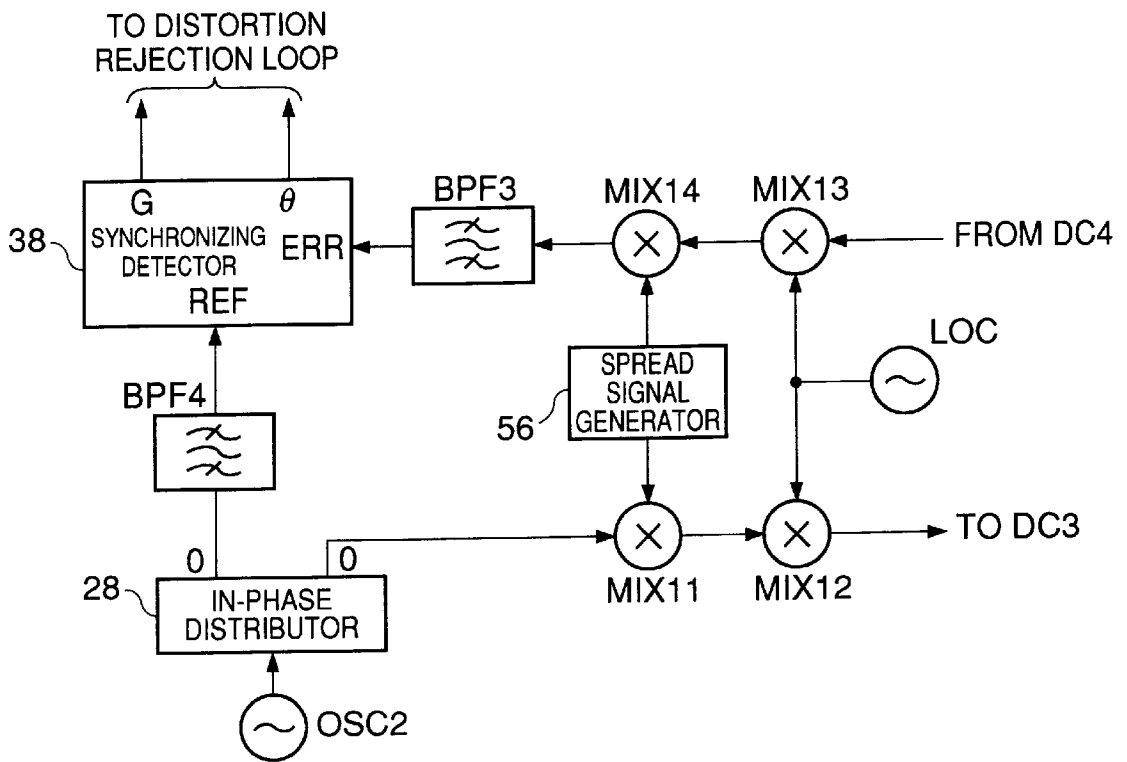 TO DISTORTION
REJECTION LOOP
G
θ
SYNCHRONIZING
DETECTOR
ERR
REF
38
BPF3
MIX14
MIX13
FROM DC4
LOC
SPREAD
SIGNAL
GENERATOR
56
BPF4
0
0
MIX11
MIX12
TO DC3
28
IN-PHASE
DISTRIBUTOR
OSC2